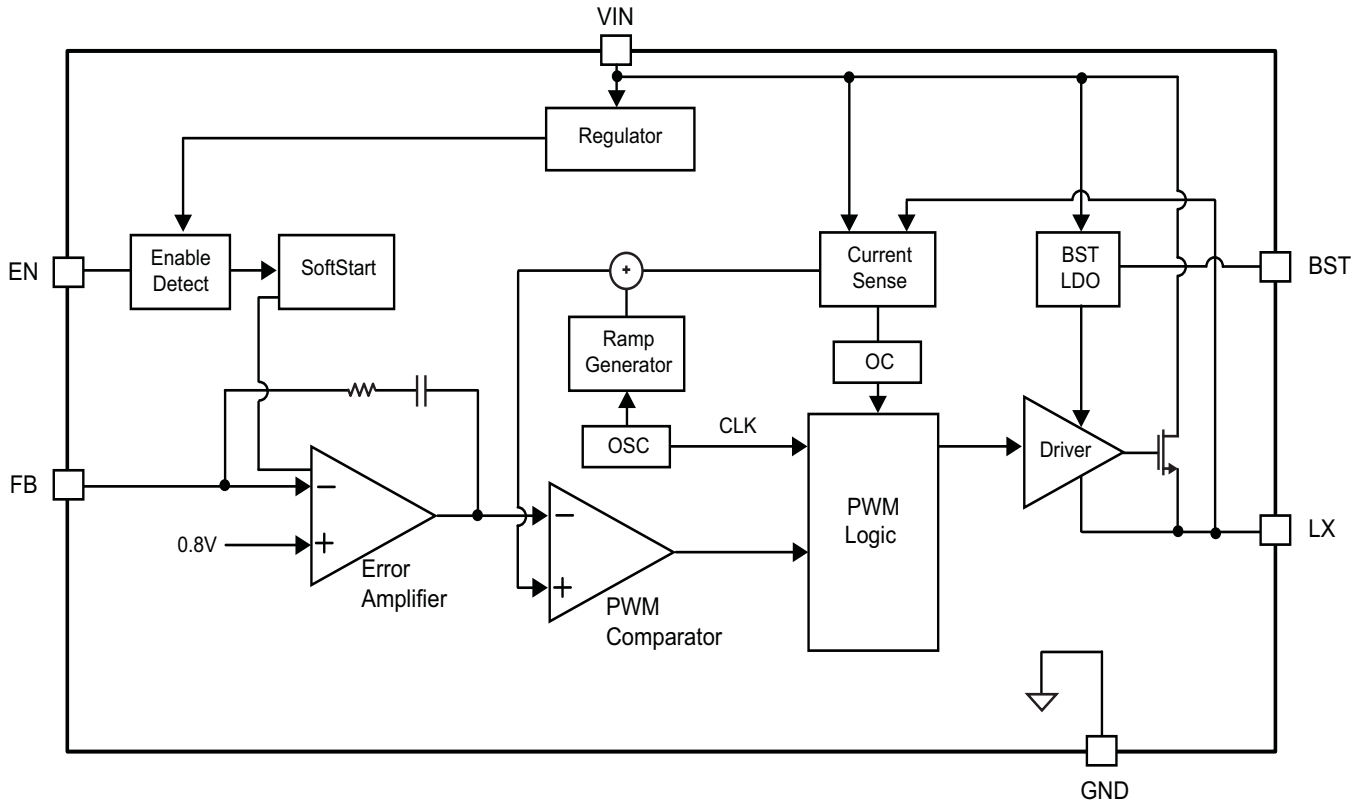 VIN
Regulator
EN
Enable
Detect
SoftStart
+
Current
Sense
BST
LDO
BST
Ramp
Generator
OC
OSC
CLK
Driver
FB
−
+
0.8V
Error
Amplifier
−
+
PWM
Comparator
PWM
Logic
LX
GND